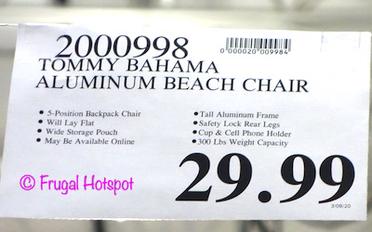 2000998
0000020009984
TOMMY BAHAMA
ALUMINUM BEACH CHAIR
• 5-Position Backpack Chair
• Will Lay Flat
• Wide Storage Pouch
• May Be Available Online
• Tall Aluminum Frame
• Safety Lock Rear Legs
• Cup & Cell Phone Holder
• 300 Lbs Weight Capacity
29.99
© Frugal Hotspot